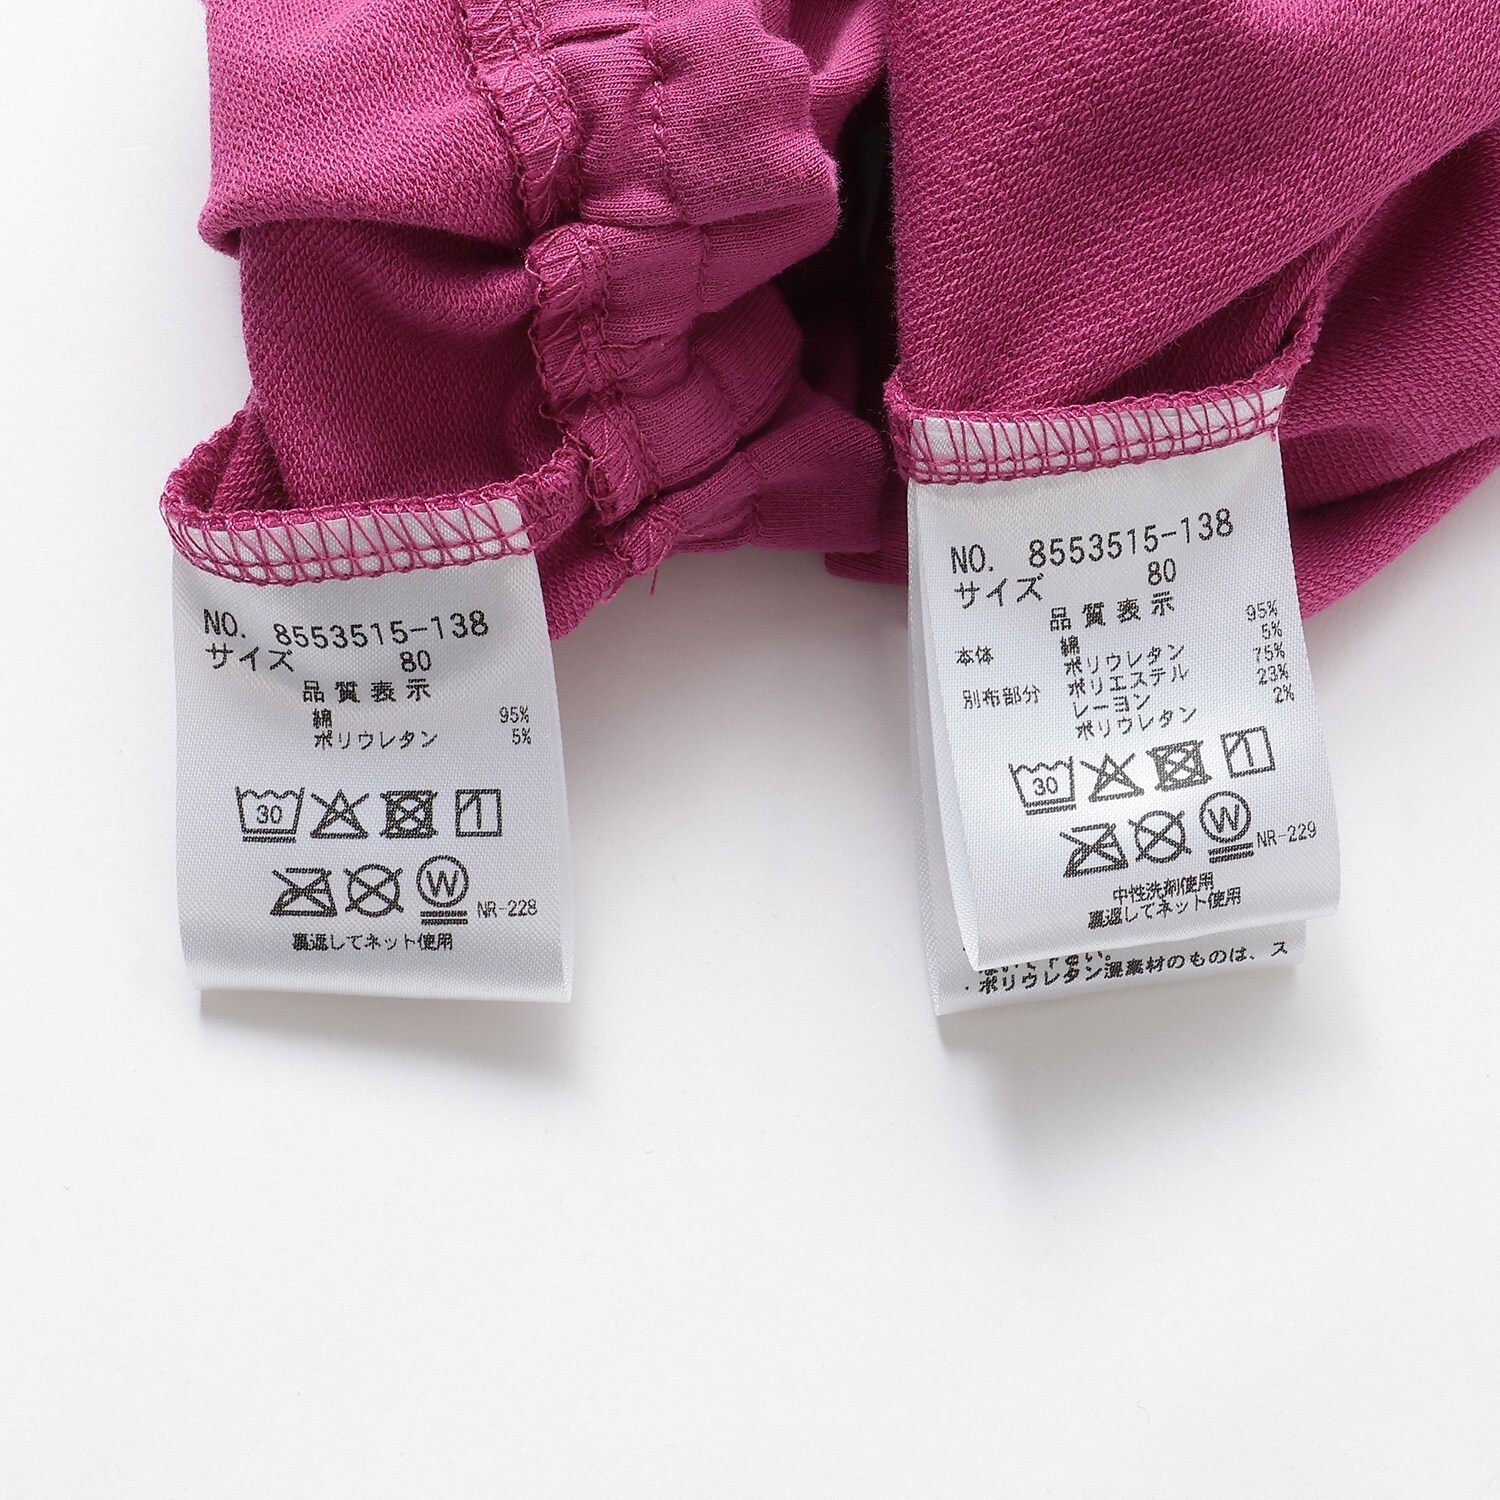 NO. 8553515-138
サイズ 80
品質表示
綿 95%
ポリウレタン 5%
30
W NR-228
裏返してネット使用
NO. 8553515-138
サイズ 80
品質表示
本体 綿 95%
ポリウレタン 5%
別布部分 ポリエステル 75%
レーヨン 23%
ポリウレタン 2%
30
W NR-229
中性洗剤使用
裏返してネット使用
・ポリウレタン混素材のものは、ス